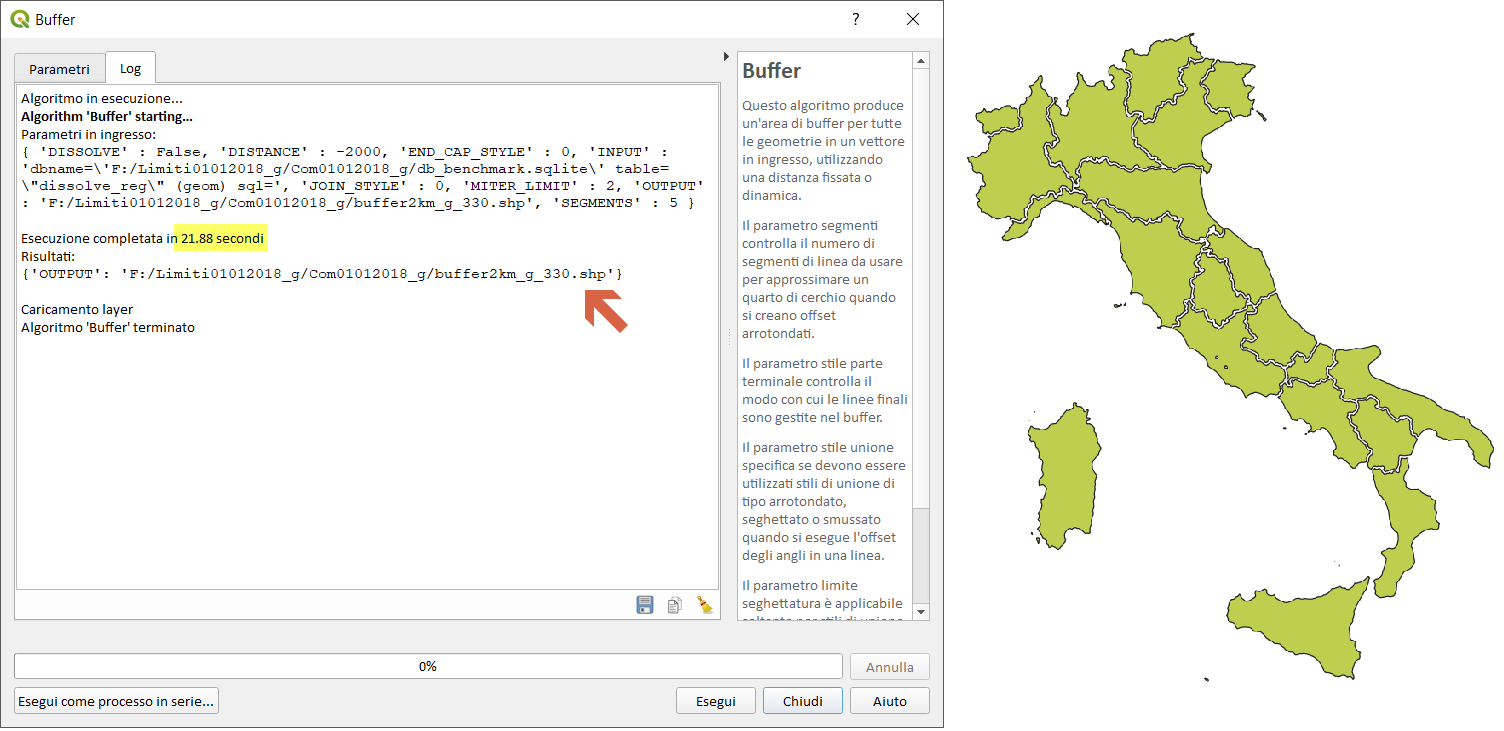 Buffer
?
Parametri
Log
Algoritmo in esecuzione...
Algorithm 'Buffer' starting...
Parametri in ingresso:
{ 'DISSOLVE' : False, 'DISTANCE' : -2000, 'END_CAP_STYLE' : 0, 'INPUT' :
'dbname=\'F:/Limiti01012018_g/Com01012018_g/db_benchmark.sqlite\' table=
\"dissolve_reg\" (geom) sql=', 'JOIN_STYLE' : 0, 'MITER_LIMIT' : 2, 'OUTPUT'
: 'F:/Limiti01012018_g/Com01012018_g/buffer2km_g_330.shp', 'SEGMENTS' : 5 }
Esecuzione completata in 21.88 secondi
Risultati:
{'OUTPUT': 'F:/Limiti01012018_g/Com01012018_g/buffer2km_g_330.shp'}
Caricamento layer
Algoritmo 'Buffer' terminato
Buffer
Questo algoritmo produce
un'area di buffer per tutte
le geometrie in un vettore
in ingresso, utilizzando
una distanza fissata o
dinamica.
Il parametro segmenti
controlla il numero di
segmenti di linea da usare
per approssimare un
quarto di cerchio quando
si creano offset
arrotondati.
Il parametro stile parte
terminale controlla il
modo con cui le linee finali
sono gestite nel buffer.
Il parametro stile unione
specifica se devono essere
utilizzati stili di unione di
tipo arrotondato,
seghettato o smussato
quando si esegue l'offset
degli angli in una linea.
Il parametro limite
seghettatura è applicabile
0%
Annulla
Esegui come processo in serie...
Esegui
Chiudi
Aiuto